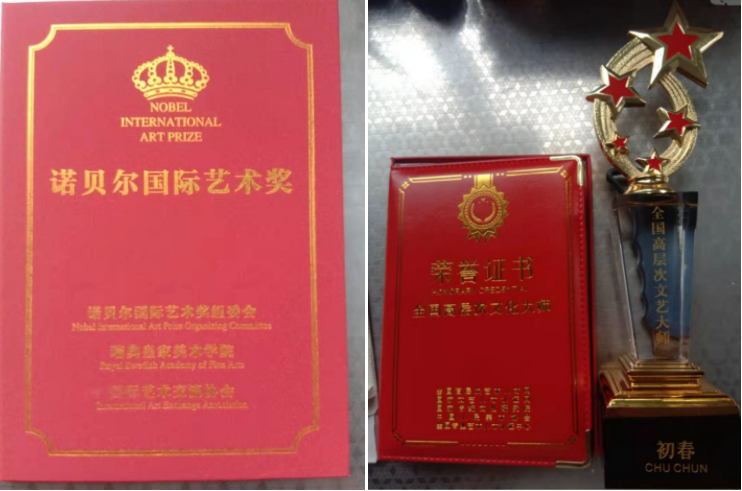 NOBEL
INTERNATIONAL
ART PRIZE
诺贝尔国际艺术奖
诺贝尔国际艺术奖组织会
Nobel International Art Prize Organizing Committee
瑞典皇家美术学院
Royal Swedish Academy of Fine Arts
国际艺术交流协会
International Art Exchange Association
荣誉证书
HONORARY CREDENTIAL
全国高层次文化大师
全国高层次文艺大师
初春
CHU CHUN